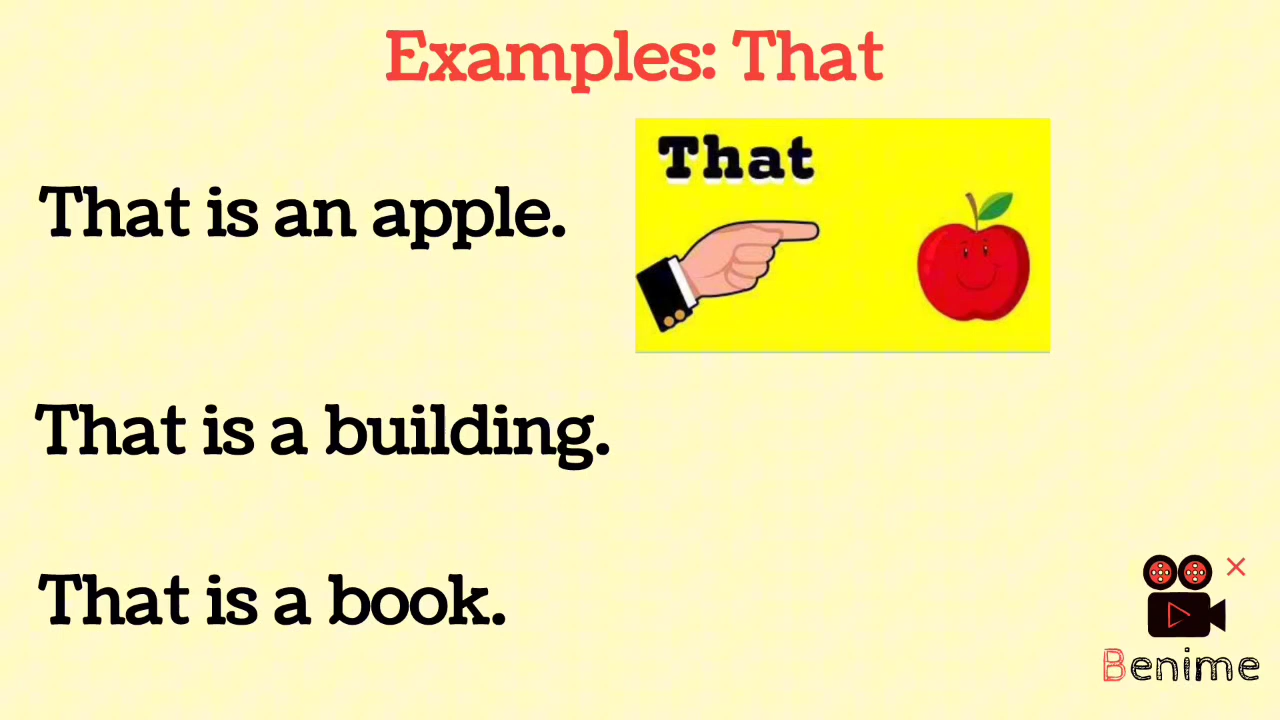 Examples: That
That
That is an apple.
That is a building.
That is a book.
Benime